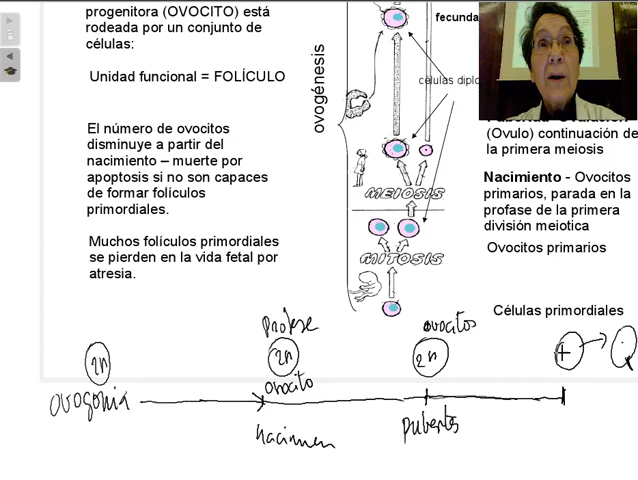 progenitora (OVOCITO) está
rodeada por un conjunto de
células:
Unidad funcional = FOLÍCULO
El número de ovocitos
disminuye a partir del
nacimiento – muerte por
apoptosis si no son capaces
de formar folículos
primordiales.
Muchos folículos primordiales
se pierden en la vida fetal por
atresia.
ovogénesis
fecunda
células diplo
MEIOSIS
MITOSIS
(Ovulo) continuación de
la primera meiosis
Nacimiento - Ovocitos
primarios, parada en la
profase de la primera
división meiotica
Ovocitos primarios
Células primordiales
profese
ovocitos
2n
2n
2n
+
ovocito
ovogonia
nacimien